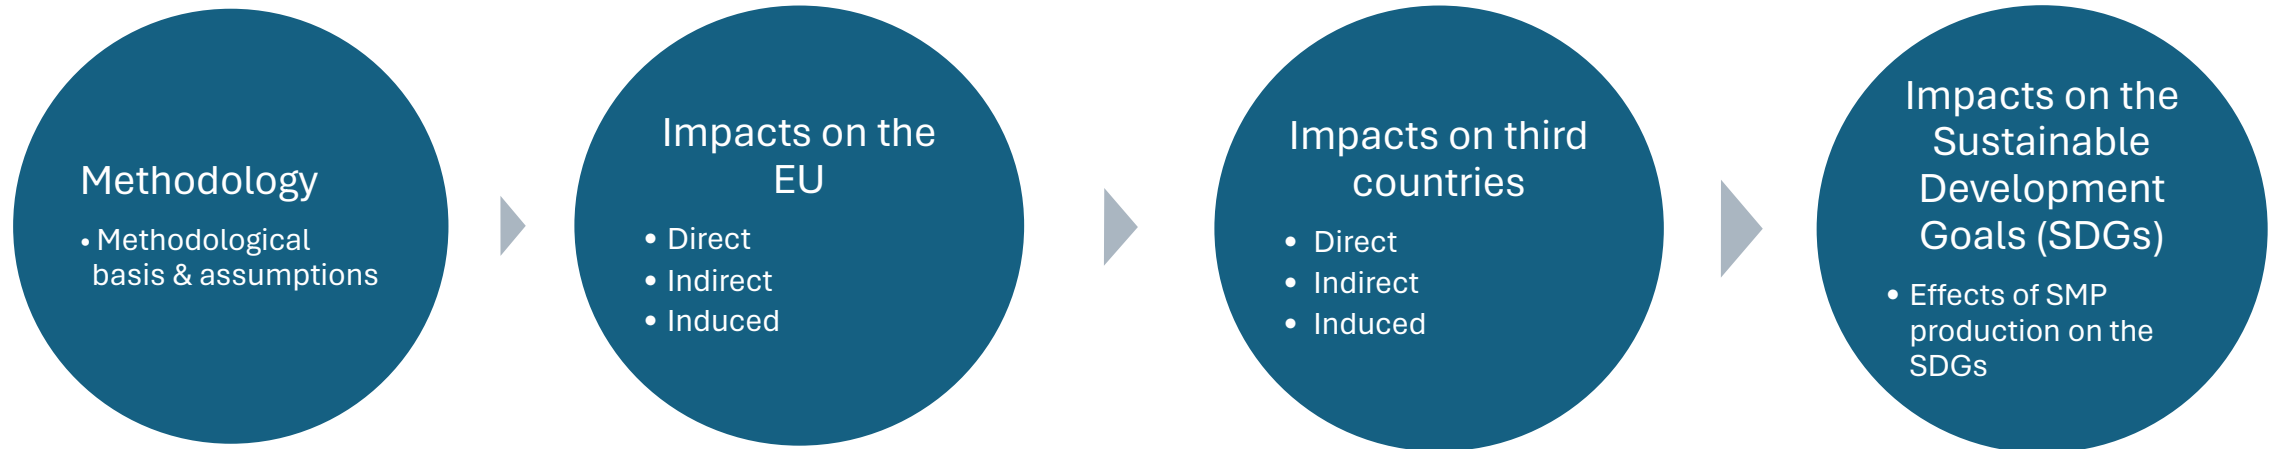 Methodology
• Methodological
basis & assumptions
Impacts on the
EU
• Direct
• Indirect
• Induced
Impacts on third
countries
• Direct
• Indirect
• Induced
Impacts on the
Sustainable
Development
Goals (SDGs)
• Effects of SMP
production on the
SDGs